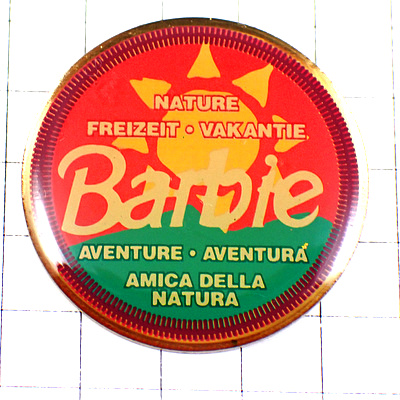 NATURE
FREIZEIT • VAKANTIE
Barbie
AVENTURE • AVENTURA
AMICA DELLA
NATURA